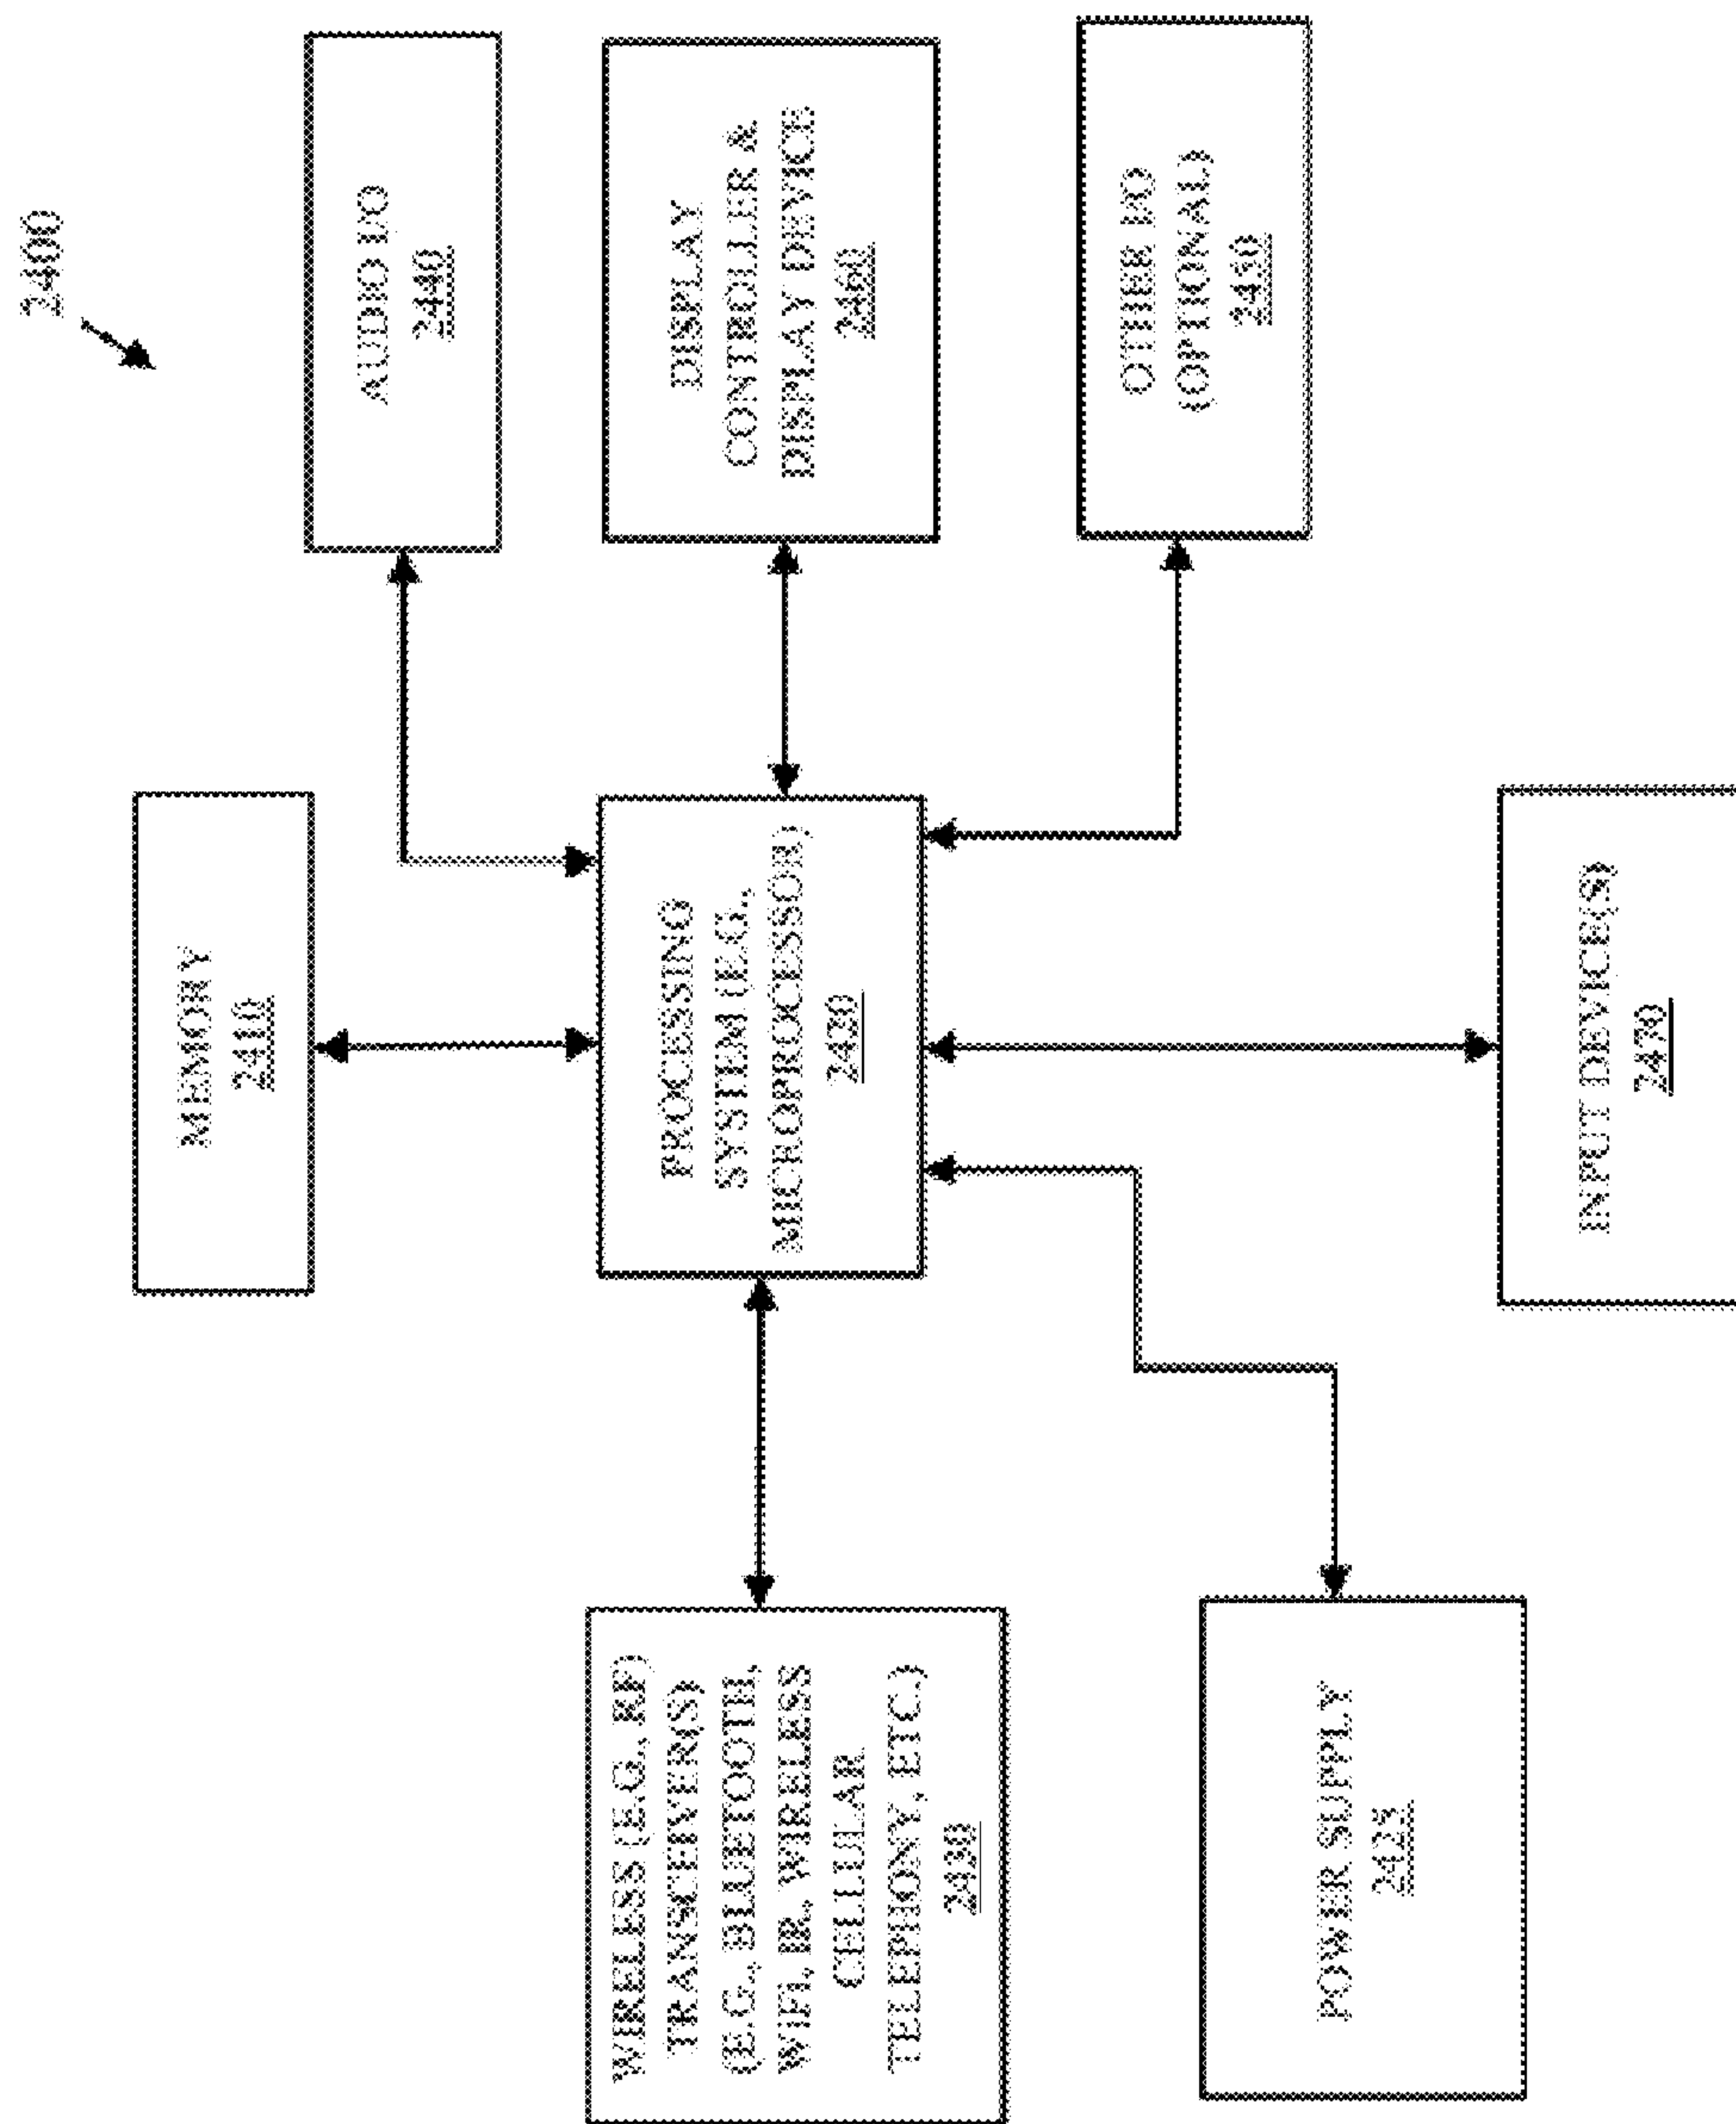 2400
MEMORY
2410
AUDIO I/O
2440
WIRELESS (E.G., RF)
TRANSCEIVER(S)
(E.G., BLUETOOTH,
WIFI, IR, WIRELESS
CELLULAR
TELEPHONY, ETC.)
PROCESSING
SYSTEM (E.G.,
MICROPROCESSOR)
2420
DISPLAY
CONTROLLER &
DISPLAY DEVICE
2460
OTHER I/O
(OPTIONAL)
2450
POWER SUPPLY
2425
INPUT DEVICE(S)
2470